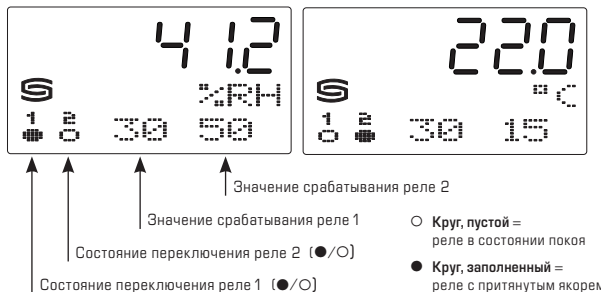 41.2
%RH
1 2
30 50
22.0
°C
1 2
30 15
Значение срабатывания реле 2
Значение срабатывания реле 1
Состояние переключения реле 2 (●/○)
Состояние переключения реле 1 (●/○)
○ Круг, пустой =
реле в состоянии покоя
● Круг, заполненный =
реле с притянутым якорем